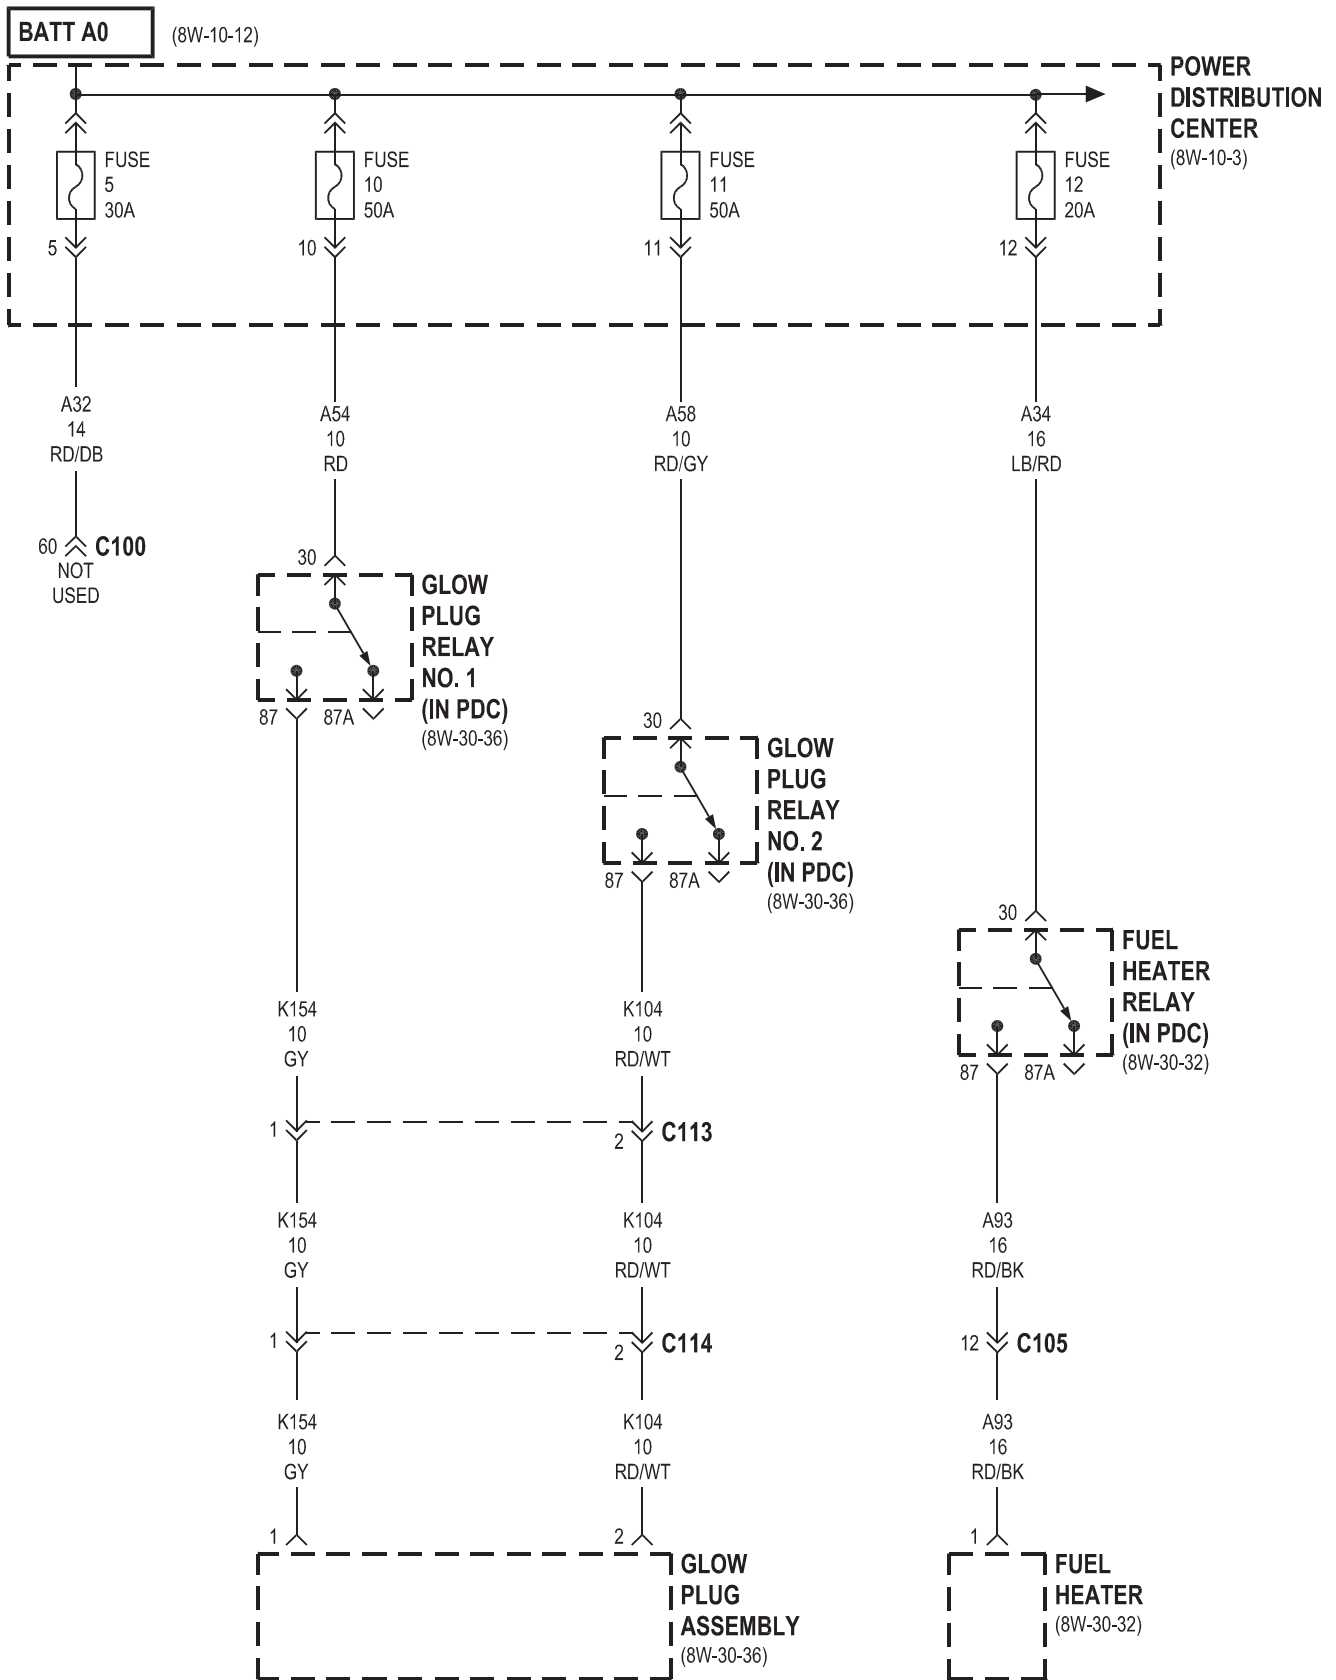 BATT A0
(8W-10-12)
POWER
DISTRIBUTION
CENTER
(8W-10-3)
FUSE
5
30A
FUSE
10
50A
FUSE
11
50A
FUSE
12
20A
5
10
11
12
A32
14
RD/DB
A54
10
RD
A58
10
RD/GY
A34
16
LB/RD
60
C100
NOT
USED
30
GLOW
PLUG
RELAY
NO. 1
(IN PDC)
(8W-30-36)
87
87A
30
GLOW
PLUG
RELAY
NO. 2
(IN PDC)
(8W-30-36)
87
87A
30
FUEL
HEATER
RELAY
(IN PDC)
(8W-30-32)
87
87A
K154
10
GY
K104
10
RD/WT
1
2
C113
K154
10
GY
K104
10
RD/WT
A93
16
RD/BK
1
2
C114
12
C105
K154
10
GY
K104
10
RD/WT
A93
16
RD/BK
1
2
1
GLOW
PLUG
ASSEMBLY
(8W-30-36)
FUEL
HEATER
(8W-30-32)